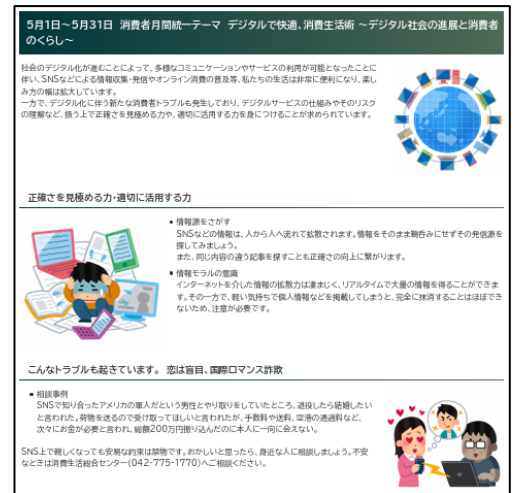 5月1日~5月31日 消費者月間統一テーマ デジタルで快適、消費生活術 ~デジタル社会の進展と消費者
のくらし~
社会のデジタル化が進むことによって、多様なコミュニケーションやサービスの利用が可能となったことに
伴い、SNSなどによる情報収集・発信やオンライン消費の普及等、私たちの生活は非常に便利になり、楽し
み方の幅は拡大しています。
一方で、デジタル化に伴う新たな消費者トラブルも発生しており、デジタルサービスの仕組みやそのリスク
の理解など、扱う上で正確さを見極める力や、適切に活用する力を身につけることが求められています。
正確さを見極める力・適切に活用する力
• 情報源をさがす
SNSなどの情報は、人から人へ流れて拡散されます。情報をそのまま鵜呑みにせずその発信源を
探してみましょう。
また、同じ内容の違う記事を探すことも正確さの向上に繋がります。
• 情報モラルの意識
インターネットを介した情報の拡散力は凄まじく、リアルタイムで大量の情報を得ることができま
す。その一方で、軽い気持ちで個人情報などを掲載してしまうと、完全に抹消することはほぼでき
ないため、注意が必要です。
こんなトラブルも起きています。 恋は盲目、国際ロマンス詐欺
• 相談事例
SNSで知り合ったアメリカの軍人だという男性とやり取りをしていたところ、退役したら結婚したい
と言われた。荷物を送るので受け取ってほしいと言われたが、手数料や送料、空港の通過料など、
次々にお金が必要と言われ、総額200万円振り込んだのに本人に一向に会えない。
SNS上で親しくなっても安易な約束は禁物です。おかしいと思ったら、身近な人に相談しましょう。不安
なときは消費生活総合センター(042-775-1770)へご相談ください。